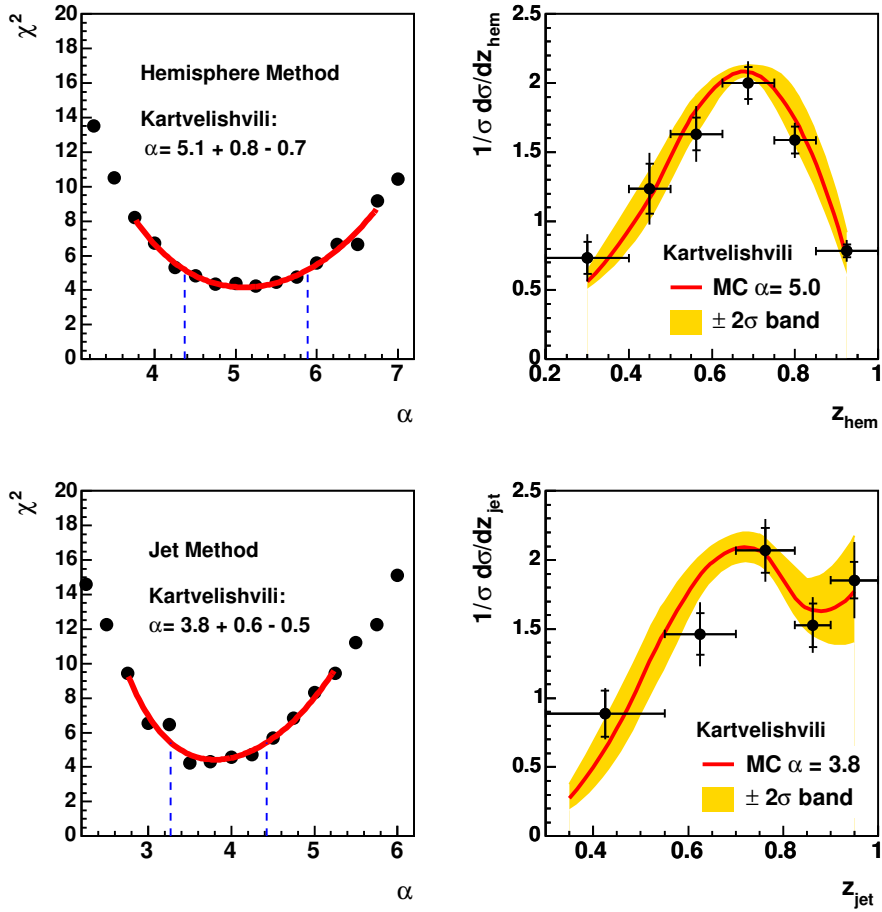 χ²
20
18
16
14
12
10
8
6
4
2
0
Hemisphere Method
Kartvelishvili:
α= 5.1 + 0.8 - 0.7
4 5 6 7
α
1/σ dσ/dz_hem
2.5
2
1.5
1
0.5
0
Kartvelishvili
MC α= 5.0
± 2σ band
0.2 0.4 0.6 0.8 1
z_hem
χ²
20
18
16
14
12
10
8
6
4
2
0
Jet Method
Kartvelishvili:
α= 3.8 + 0.6 - 0.5
3 4 5 6
α
1/σ dσ/dz_jet
2.5
2
1.5
1
0.5
0
Kartvelishvili
MC α = 3.8
± 2σ band
0.4 0.6 0.8 1
z_jet